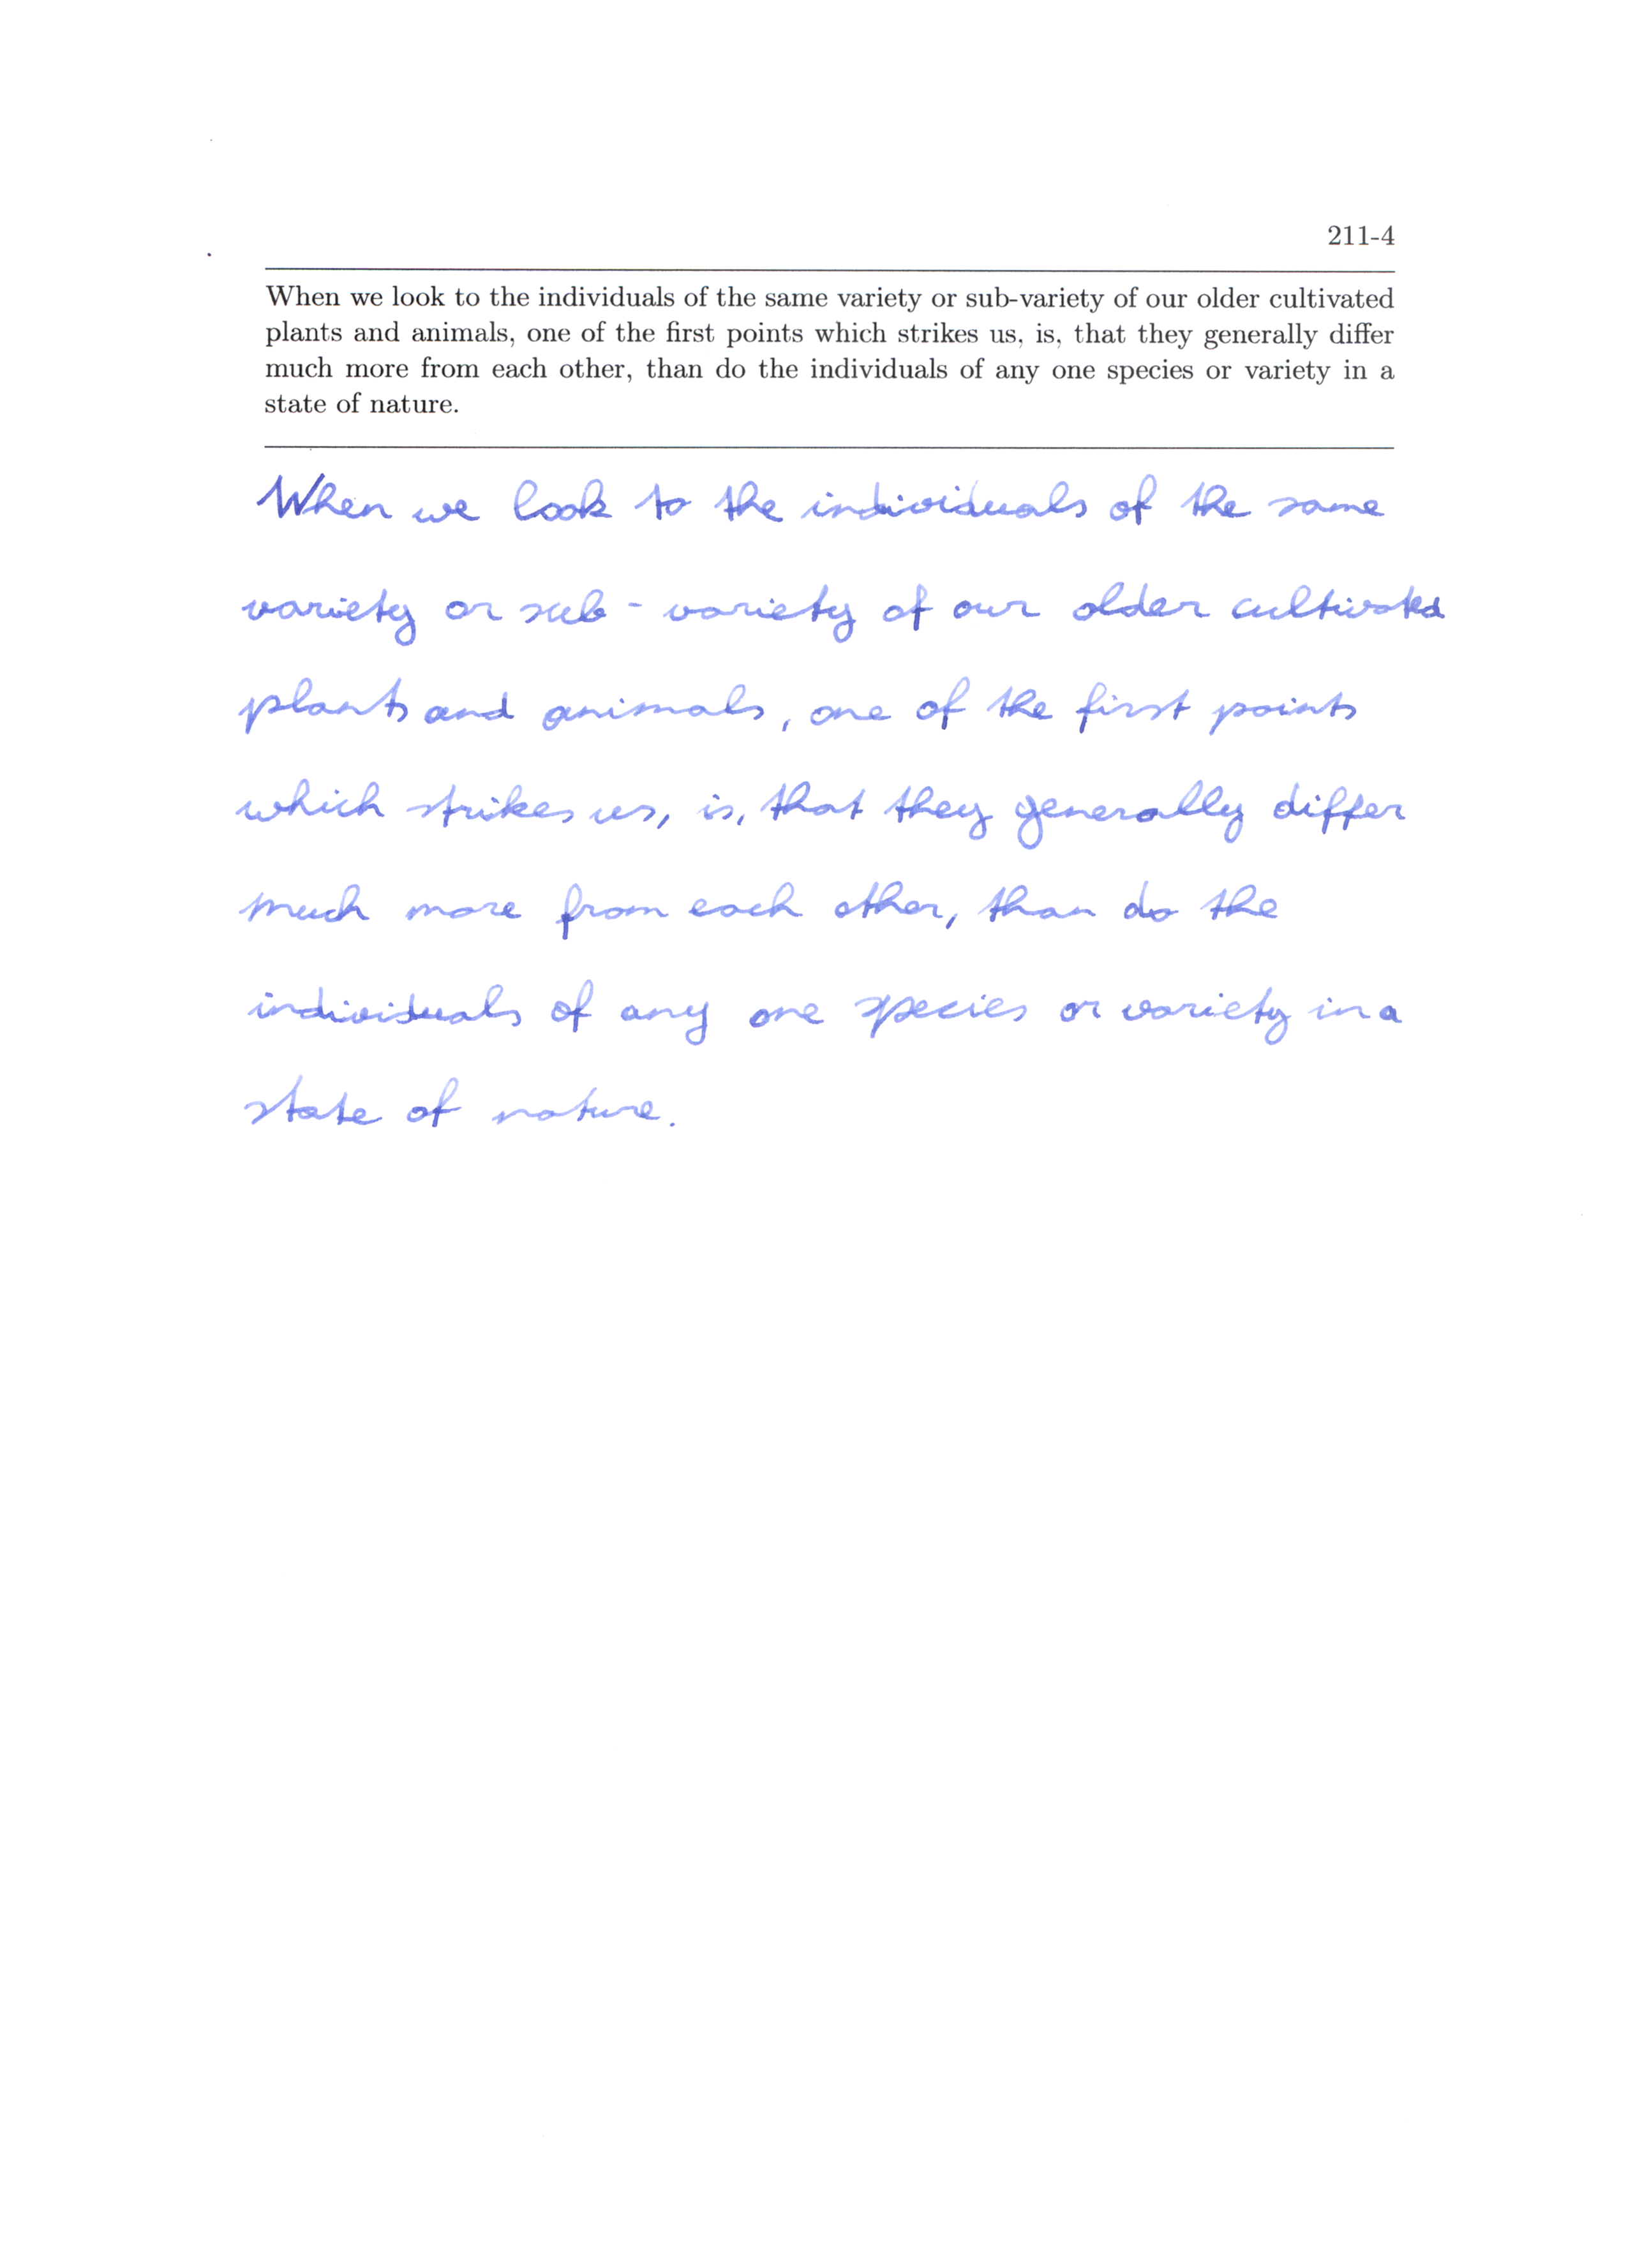 211-4
When we look to the individuals of the same variety or sub-variety of our older cultivated
plants and animals, one of the first points which strikes us, is, that they generally differ
much more from each other, than do the individuals of any one species or variety in a
state of nature.
When we look to the individuals of the same
variety or sub - variety of our older cultivated
plants and animals, one of the first points
which strikes us, is, that they generally differ
much more from each other, than do the
individuals of any one species or variety in a
state of nature.